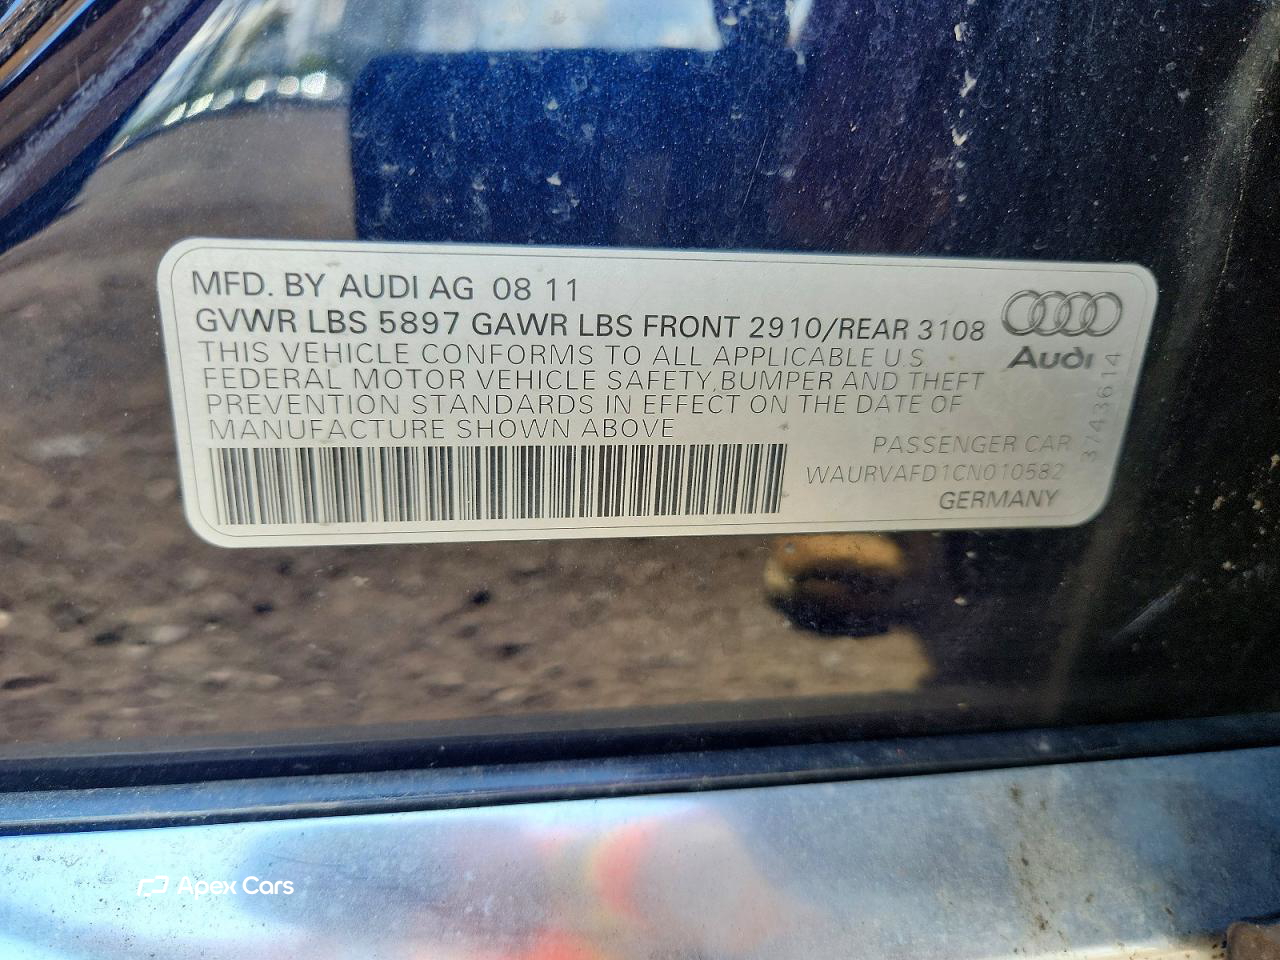 MFD. BY AUDI AG 08 11
GVWR LBS 5897 GAWR LBS FRONT 2910/REAR 3108
THIS VEHICLE CONFORMS TO ALL APPLICABLE U.S.
FEDERAL MOTOR VEHICLE SAFETY, BUMPER AND THEFT
PREVENTION STANDARDS IN EFFECT ON THE DATE OF
MANUFACTURE SHOWN ABOVE
Audi
3743614
PASSENGER CAR
WAURVAFD1CN010582
GERMANY
Apex Cars